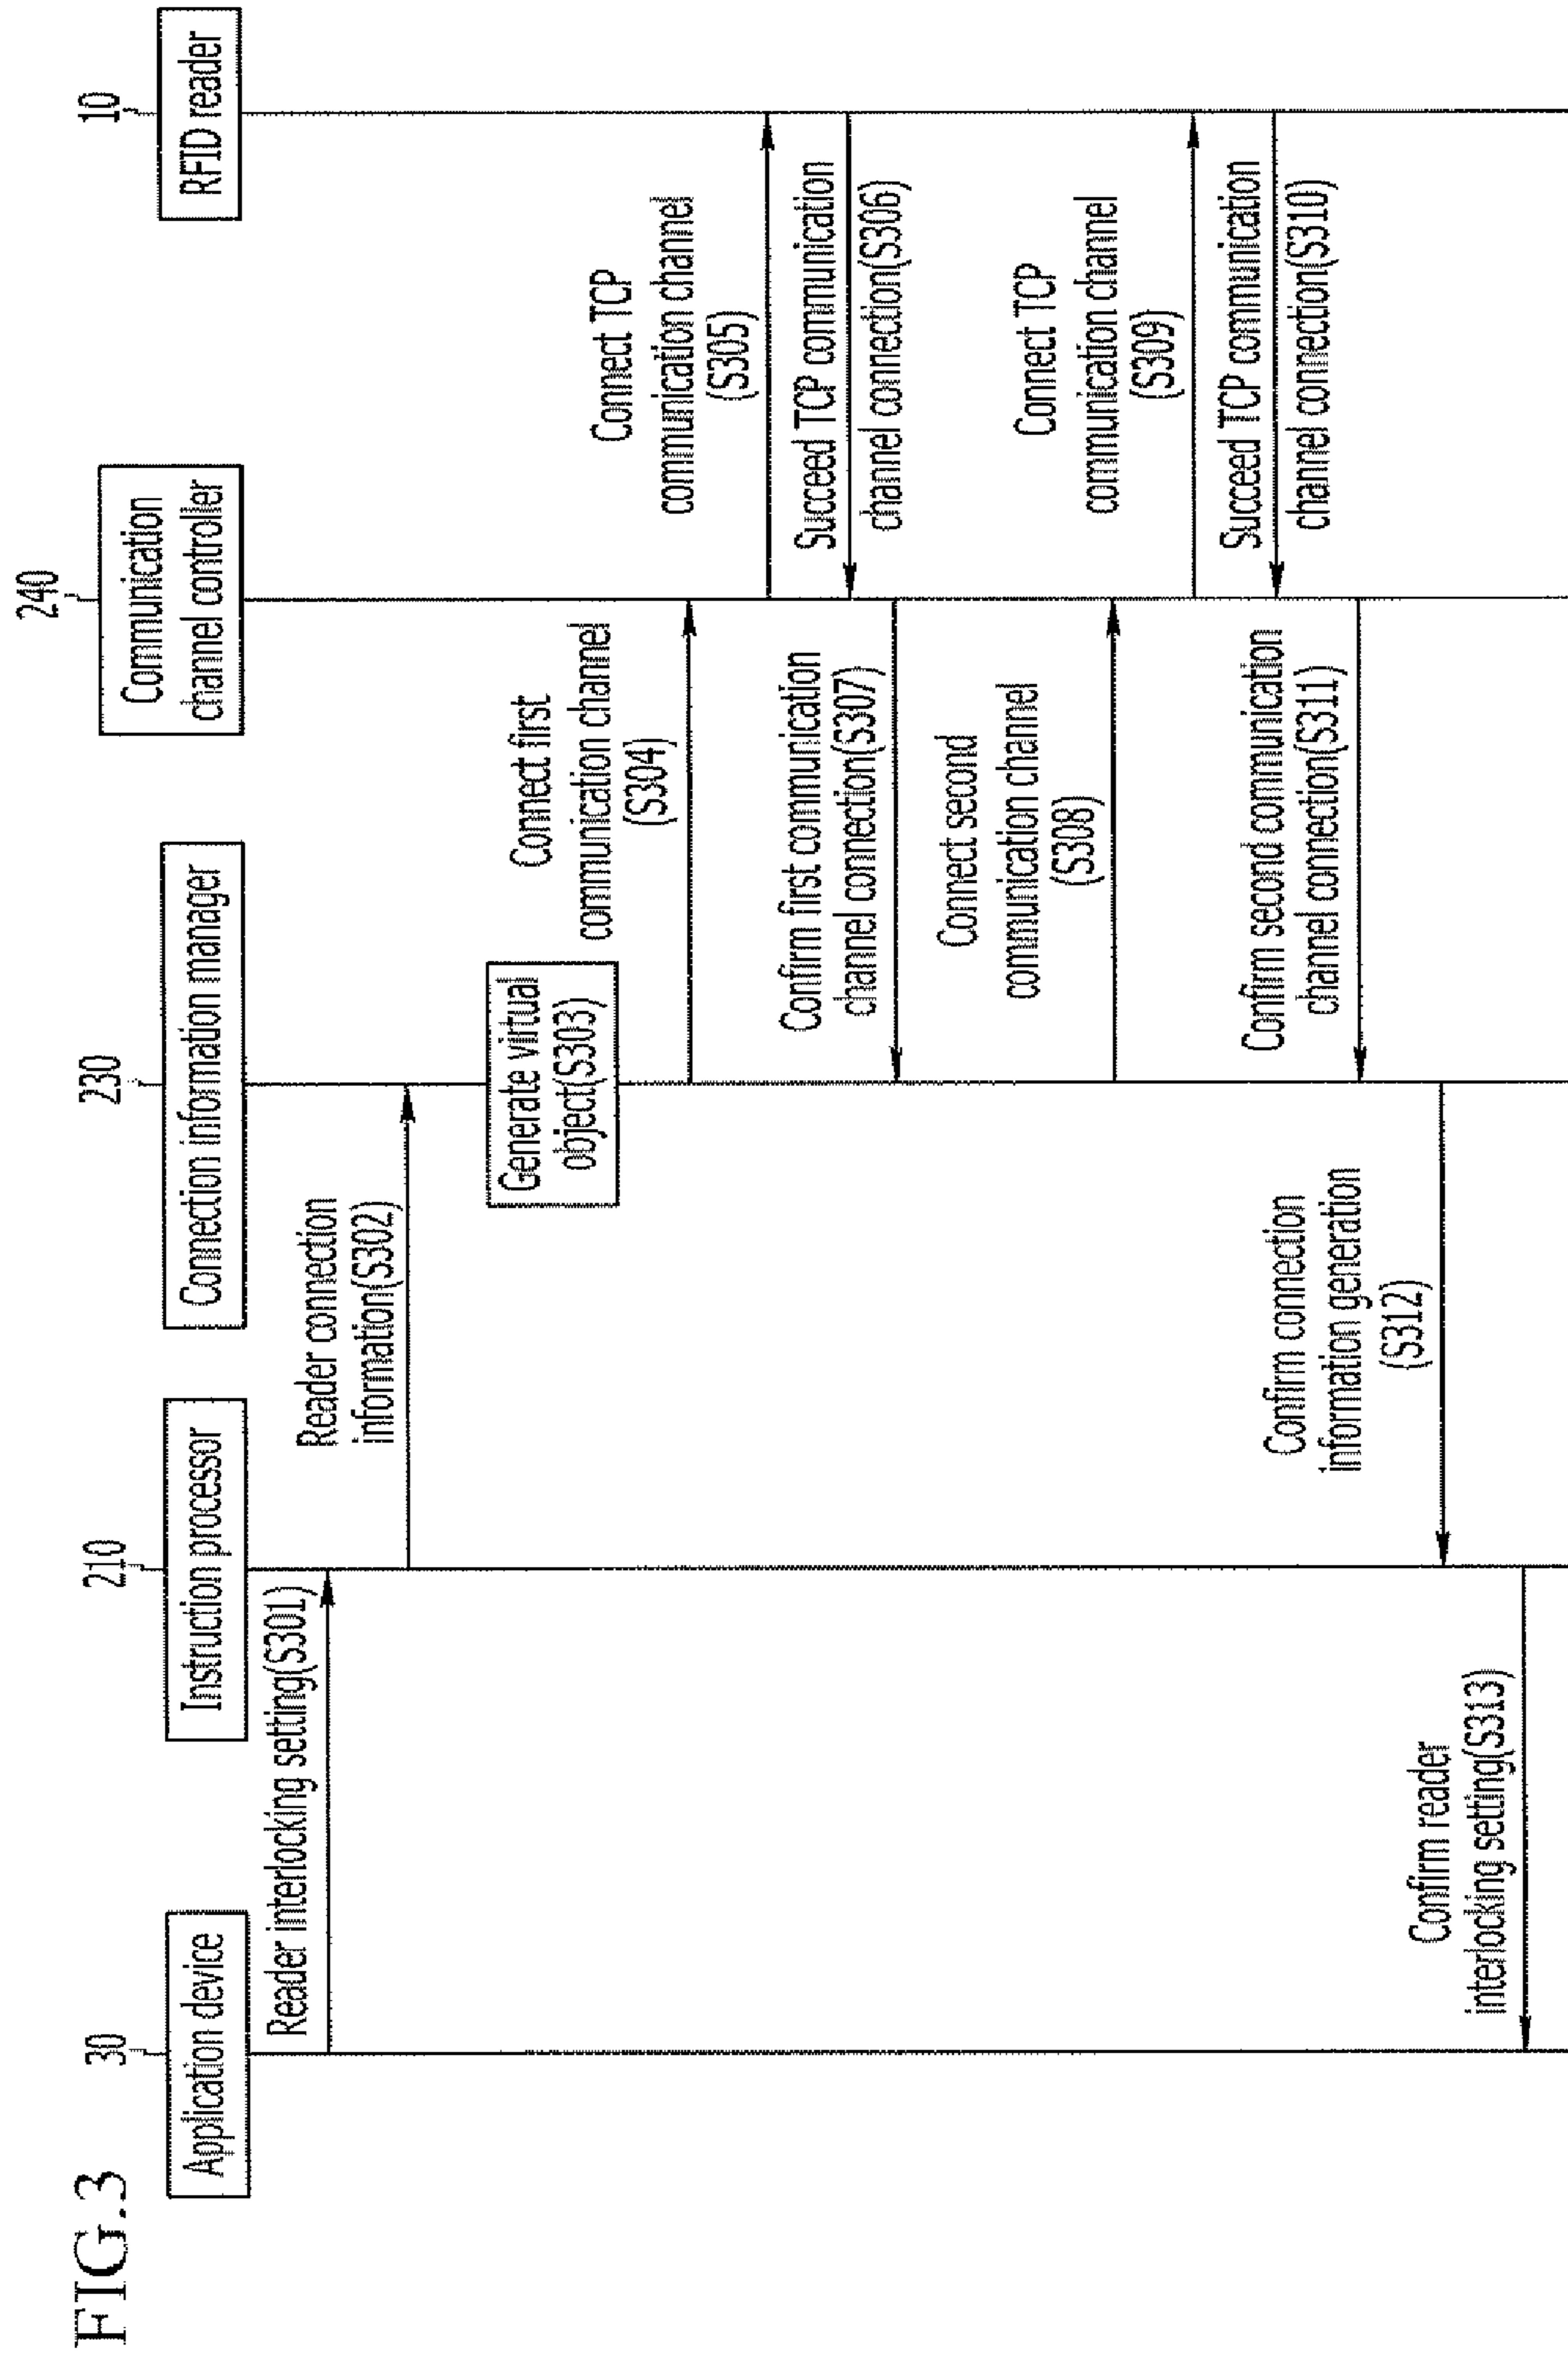 FIG.3
30
210
230
240
10
Application device
Instruction processor
Connection information manager
Communication
channel controller
RFID reader
Reader interlocking setting(S301)
Reader connection
information(S302)
Generate virtual
object(S303)
Connect first
communication channel
(S304)
Connect TCP
communication channel
(S305)
Succeed TCP communication
channel connection(S306)
Confirm first communication
channel connection(S307)
Connect second
communication channel
(S308)
Connect TCP
communication channel
(S309)
Succeed TCP communication
channel connection(S310)
Confirm second communication
channel connection(S311)
Confirm connection
information generation
(S312)
Confirm reader
interlocking setting(S313)